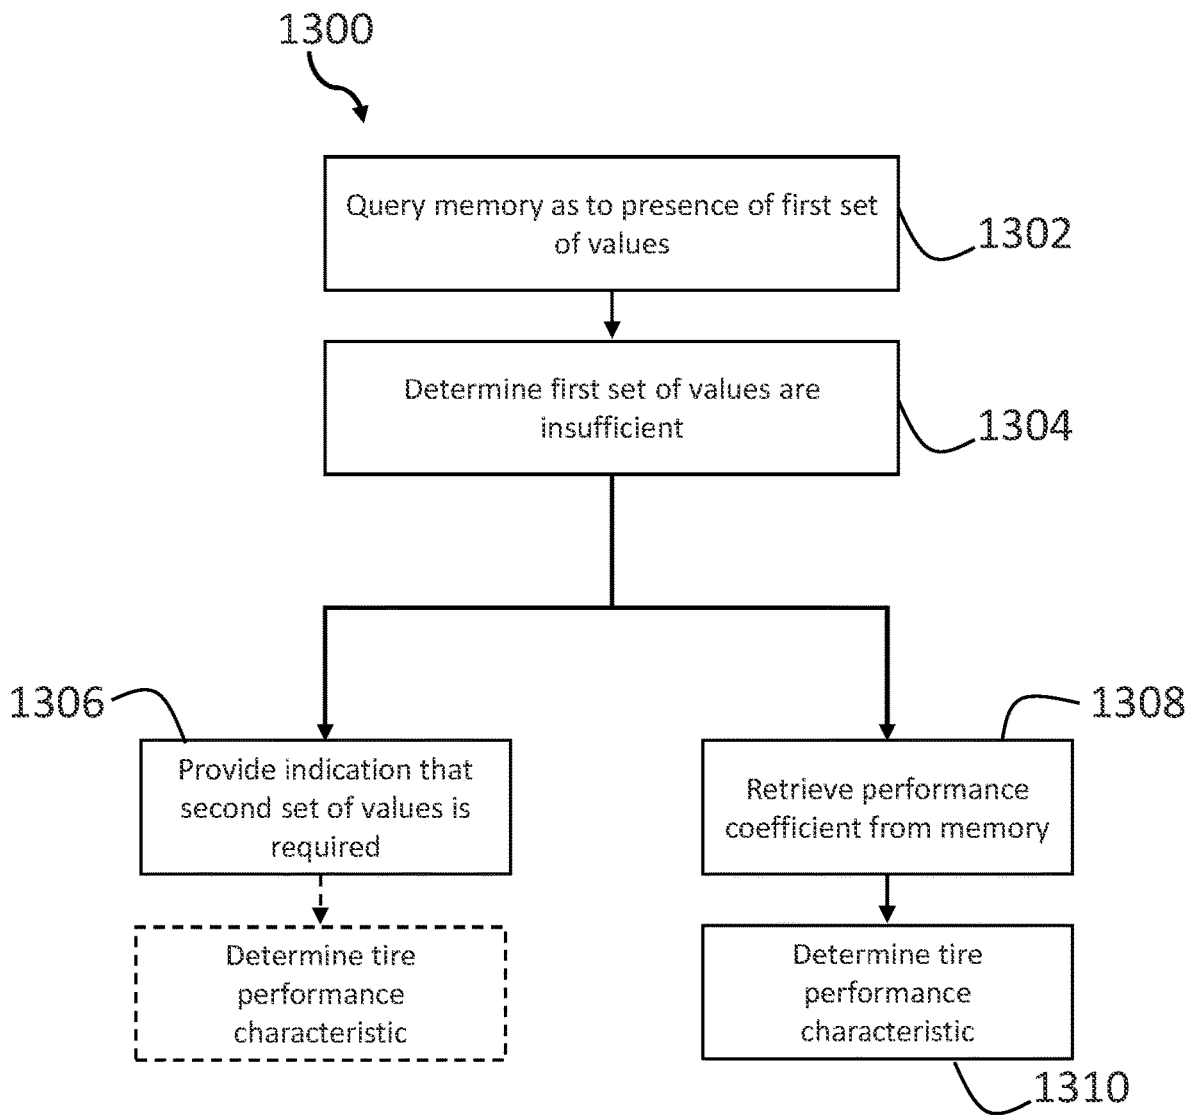 1300
Query memory as to presence of first set
of values
1302
Determine first set of values are
insufficient
1304
1306
1308
Provide indication that
second set of values is
required
Retrieve performance
coefficient from memory
Determine tire
performance
characteristic
Determine tire
performance
characteristic
1310